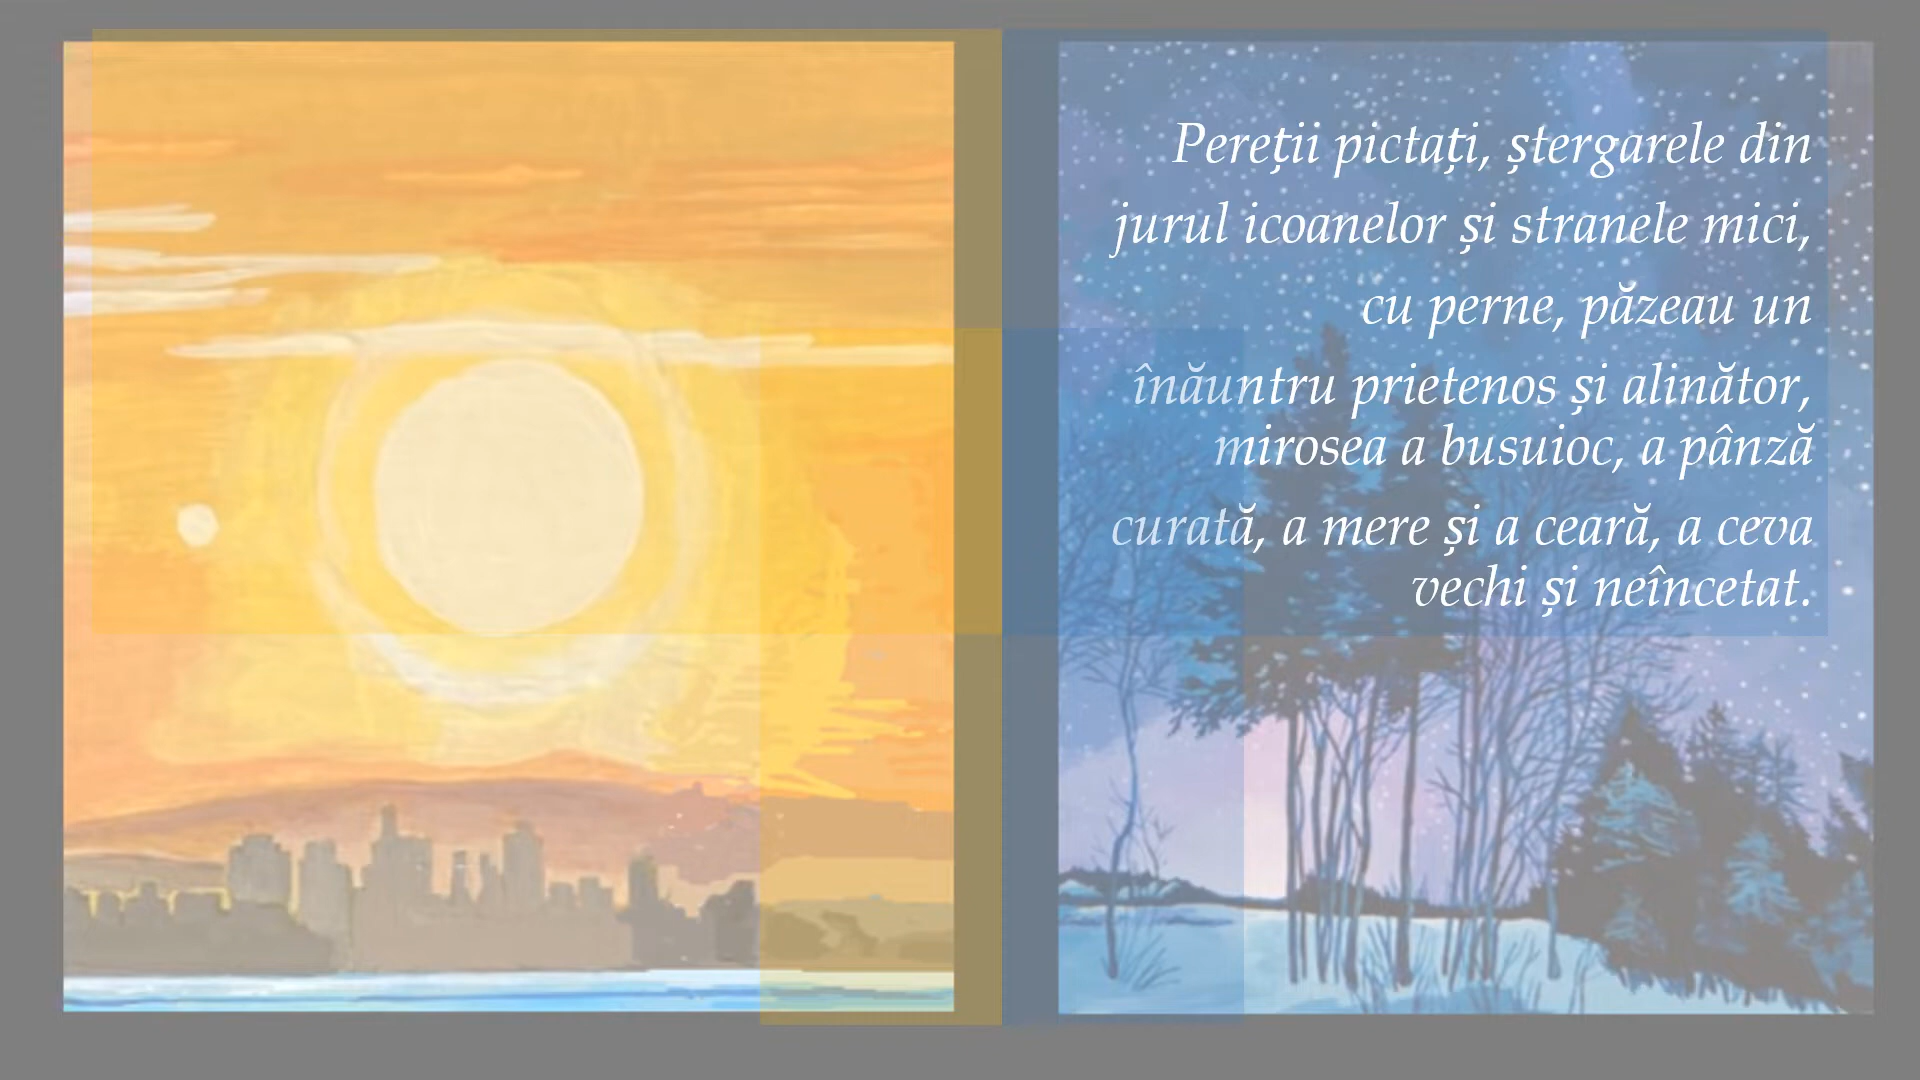 Pereții pictați, ștergarele din
jurul icoanelor și stranele mici,
cu perne, păzeau un
înăuntru prietenos și alinător,
mirosea a busuioc, a pânză
curată, a mere și a ceară, a ceva
vechi și neîncetat.